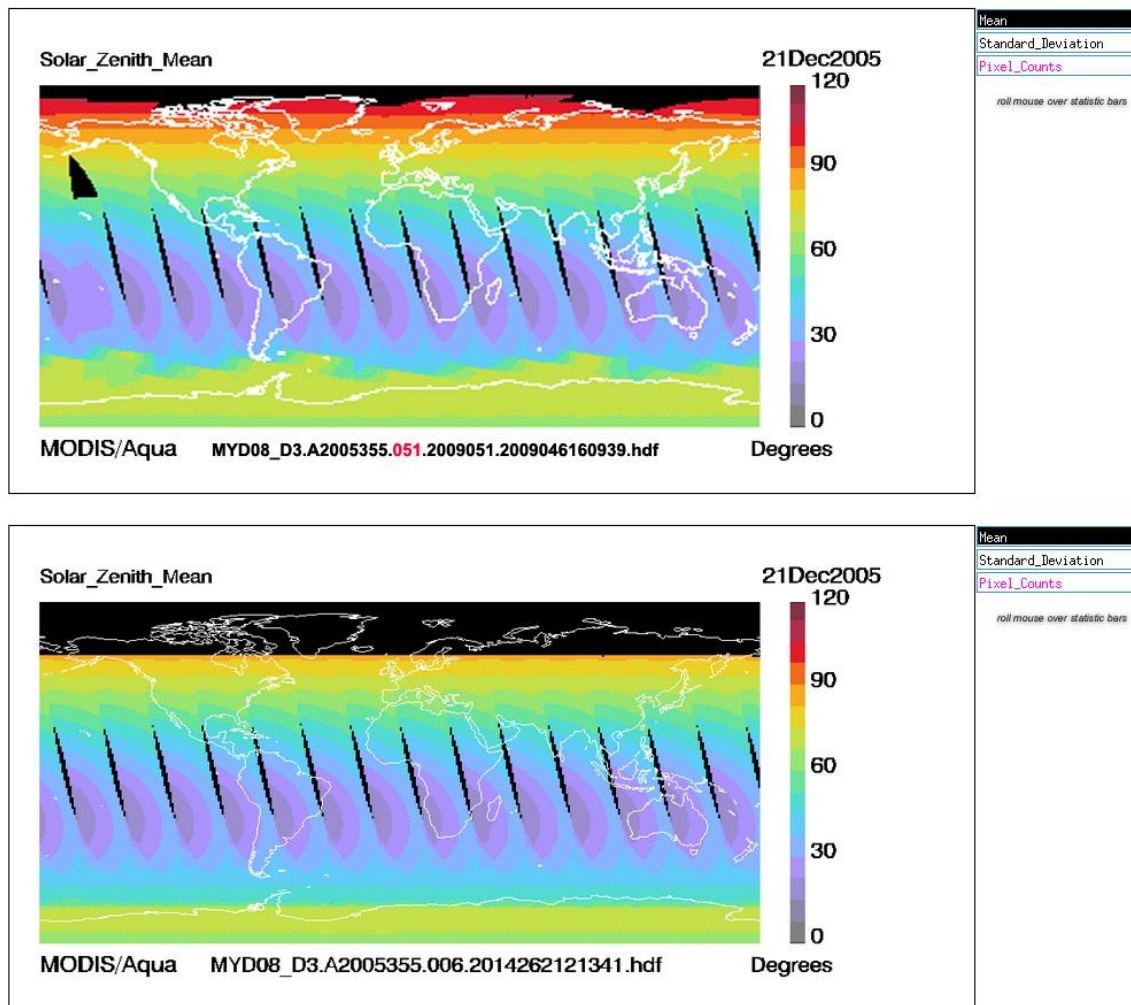 Solar_Zenith_Mean 21Dec2005
120
90
60
30
0
MODIS/Aqua MYD08_D3.A2005355.051.2009051.2009046160939.hdf Degrees
Mean
Standard_Deviation
Pixel_Counts
roll mouse over statistic bars
Solar_Zenith_Mean 21Dec2005
120
90
60
30
0
MODIS/Aqua MYD08_D3.A2005355.006.2014262121341.hdf Degrees
Mean
Standard_Deviation
Pixel_Counts
roll mouse over statistic bars